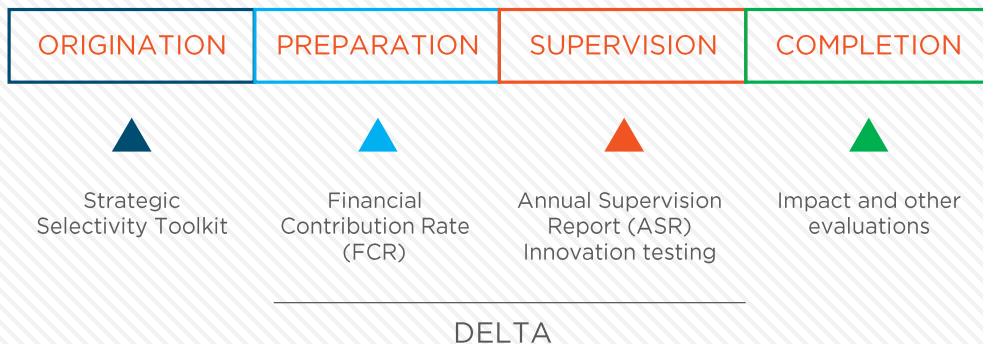 ORIGINATION
PREPARATION
SUPERVISION
COMPLETION
Strategic
Selectivity Toolkit
Financial
Contribution Rate
(FCR)
Annual Supervision
Report (ASR)
Innovation testing
Impact and other
evaluations
DELTA